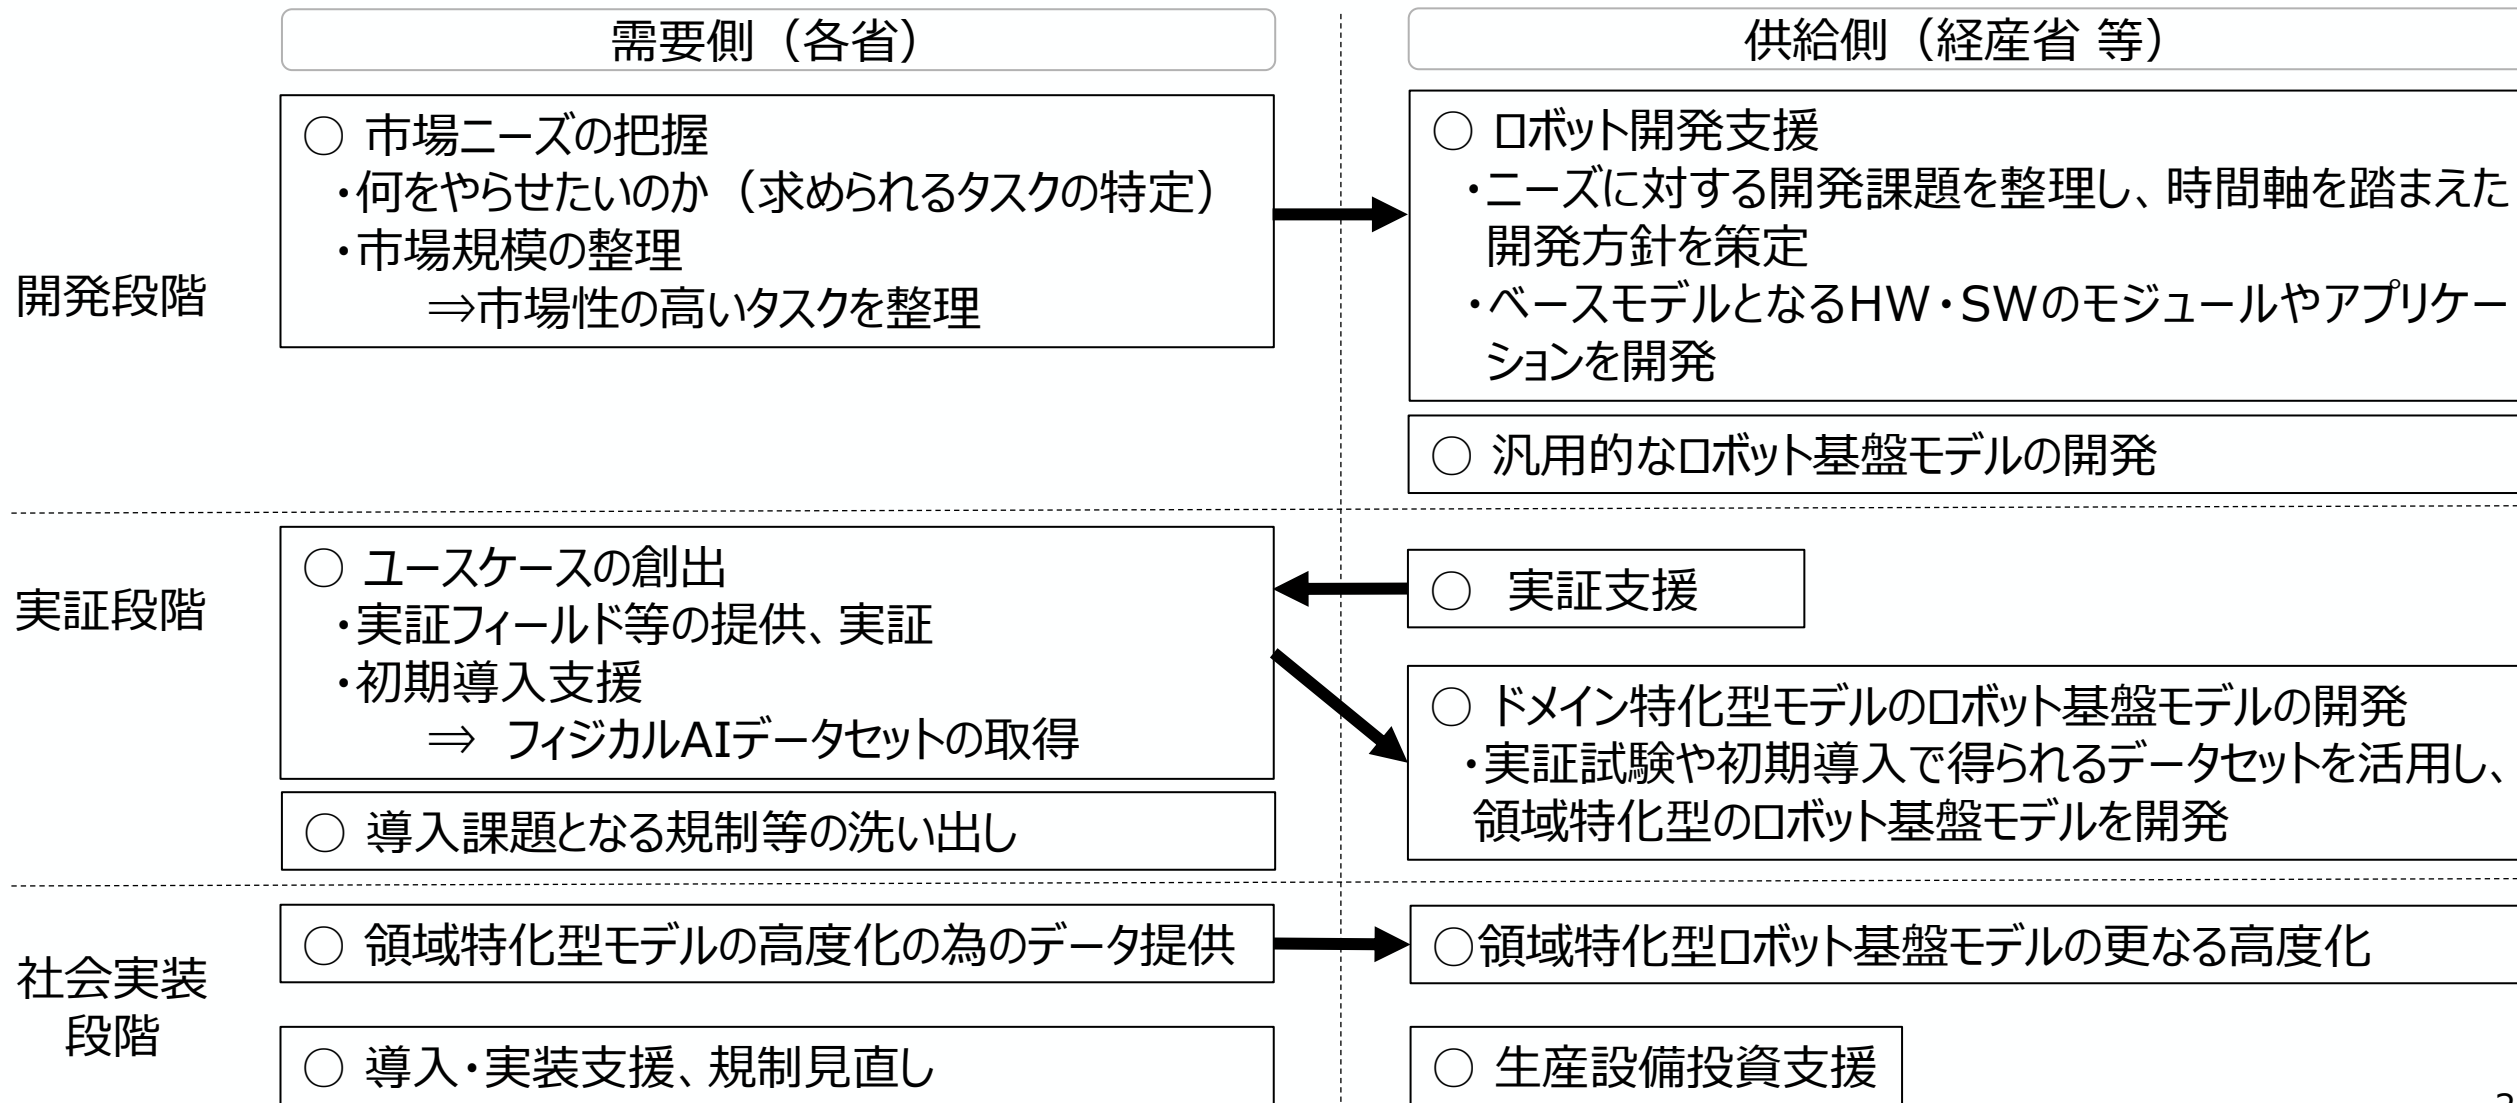 需要側（各省）
供給側（経産省 等）
開発段階
○ 市場ニーズの把握
・何をやらせたいのか（求められるタスクの特定）
・市場規模の整理
⇒市場性の高いタスクを整理
○ ロボット開発支援
・ニーズに対する開発課題を整理し、時間軸を踏まえた
開発方針を策定
・ベースモデルとなるHW・SWのモジュールやアプリケー
ションを開発
○ 汎用的なロボット基盤モデルの開発
実証段階
○ ユースケースの創出
・実証フィールド等の提供、実証
・初期導入支援
⇒ フィジカルAIデータセットの取得
○ 導入課題となる規制等の洗い出し
○ 実証支援
○ ドメイン特化型モデルのロボット基盤モデルの開発
・実証試験や初期導入で得られるデータセットを活用し、
領域特化型のロボット基盤モデルを開発
社会実装
段階
○ 領域特化型モデルの高度化の為のデータ提供
○ 導入・実装支援、規制見直し
○領域特化型ロボット基盤モデルの更なる高度化
○ 生産設備投資支援